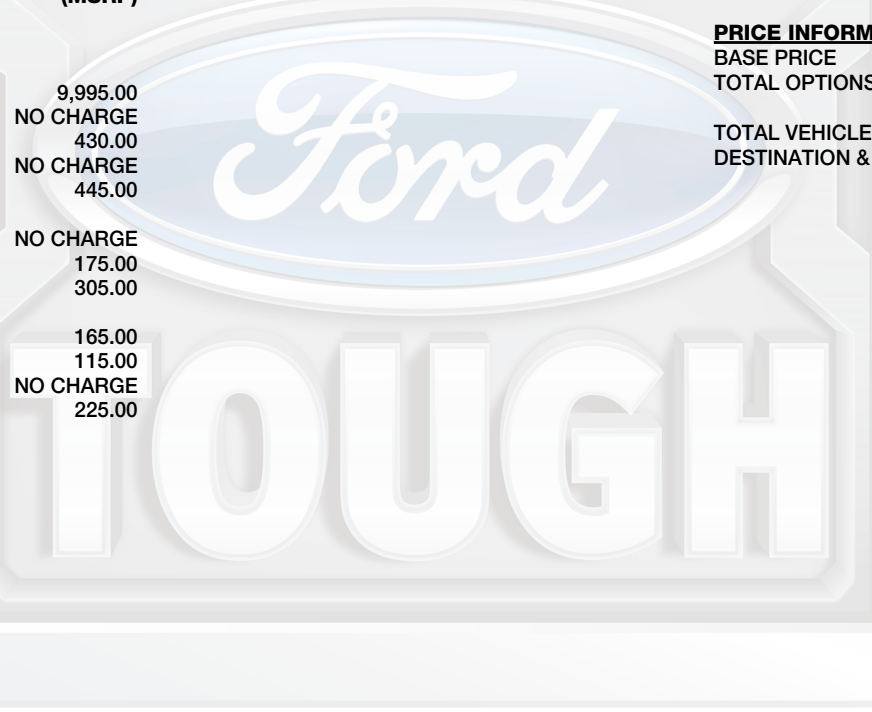 (MSRP)
9,995.00
NO CHARGE
430.00
NO CHARGE
445.00
NO CHARGE
175.00
305.00
165.00
115.00
NO CHARGE
225.00
PRICE INFORM
BASE PRICE
TOTAL OPTIONS
TOTAL VEHICLE
DESTINATION &
Ford
TOUGH